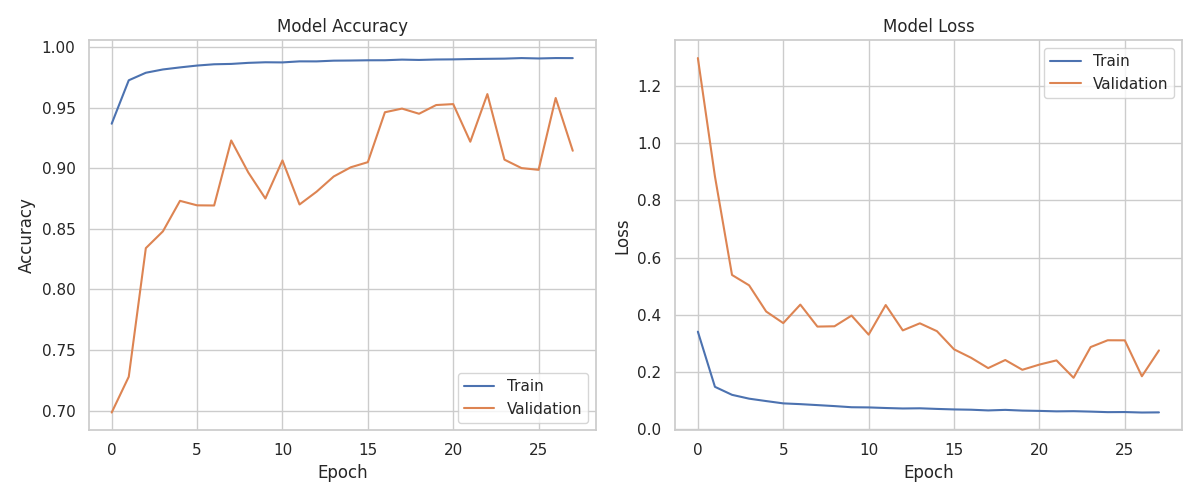 Model Accuracy
1.00
0.95
0.90
0.85
0.80
0.75
0.70
Accuracy
0 5 10 15 20 25
Epoch
Train
Validation
Model Loss
1.2
1.0
0.8
0.6
0.4
0.2
0.0
Loss
0 5 10 15 20 25
Epoch
Train
Validation